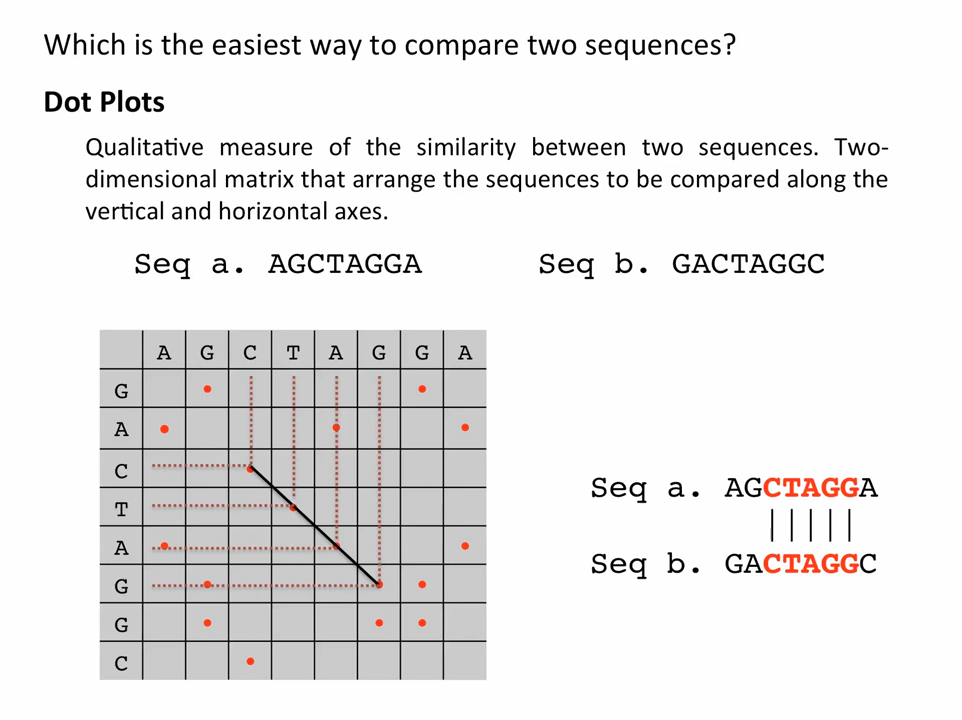 Which is the easiest way to compare two sequences?
Dot Plots
Qualitative measure of the similarity between two sequences. Two-
dimensional matrix that arrange the sequences to be compared along the
vertical and horizontal axes.
Seq a. AGCTAGGA Seq b. GACTAGGC
A G C T A G G A
G
A
C
T
A
G
G
C
Seq a. AGCTAGGA
|||||
Seq b. GACTAGGC